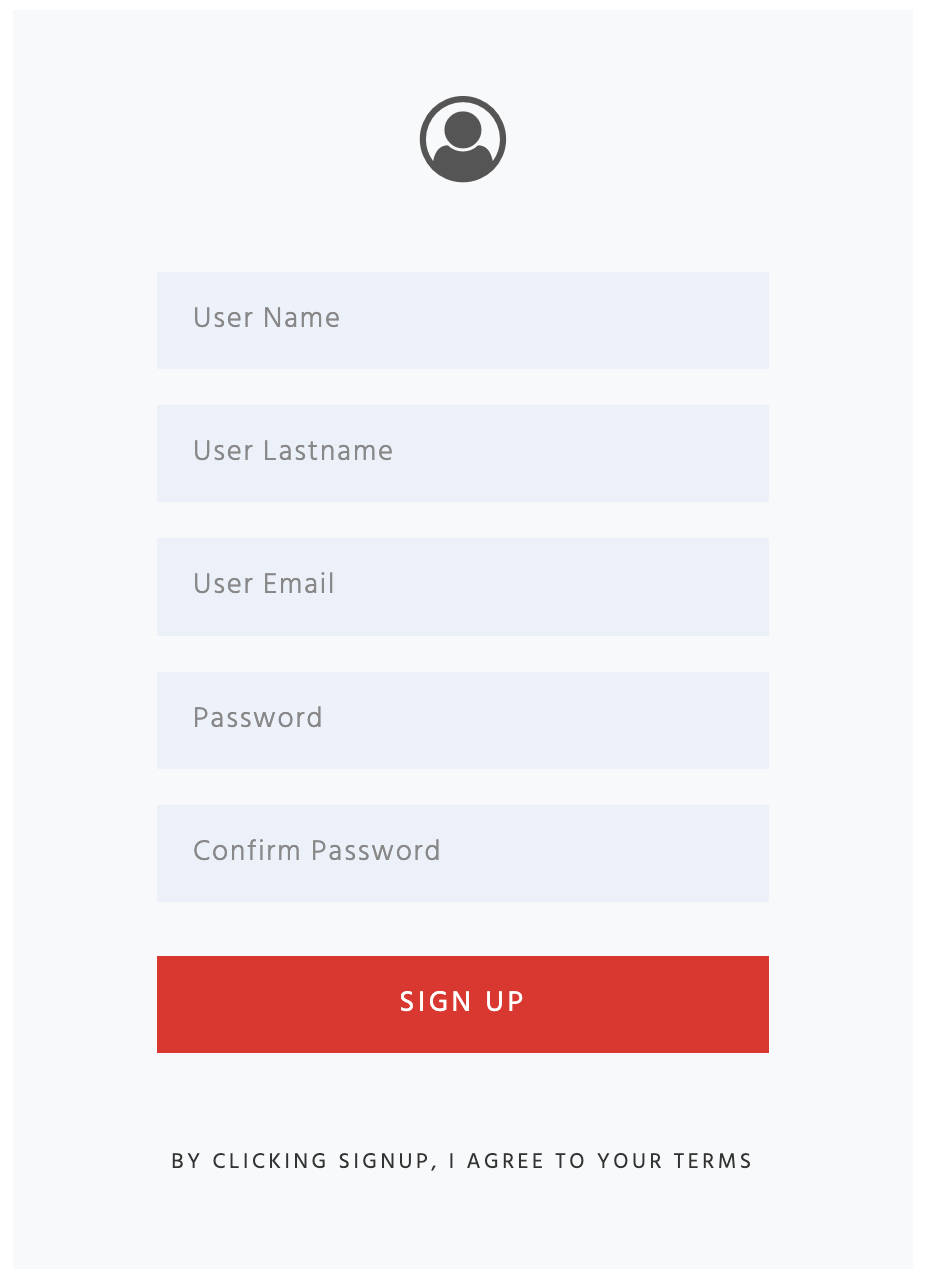 User Name
User Lastname
User Email
Password
Confirm Password
SIGN UP
BY CLICKING SIGNUP, I AGREE TO YOUR TERMS